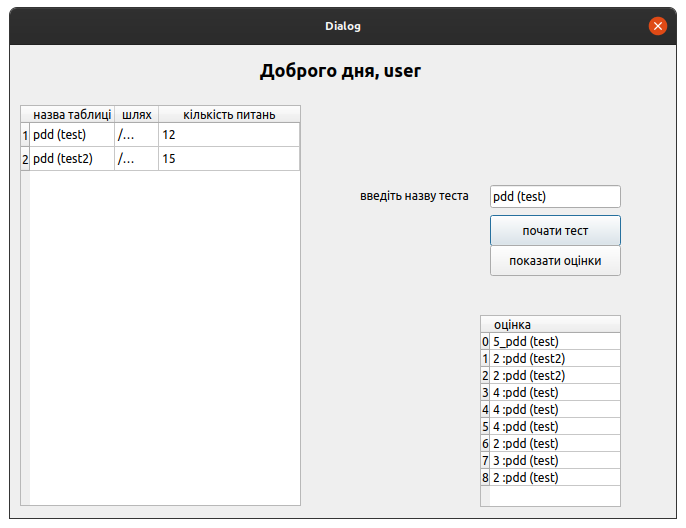 Dialog
Доброго дня, user
назва таблиці шлях кількість питань
1 pdd (test) /... 12
2 pdd (test2) /... 15
введіть назву теста pdd (test)
почати тест
показати оцінки
оцінка
0 5_pdd (test)
1 2 :pdd (test2)
2 2 :pdd (test2)
3 4 :pdd (test)
4 4 :pdd (test)
5 4 :pdd (test)
6 2 :pdd (test)
7 3 :pdd (test)
8 2 :pdd (test)